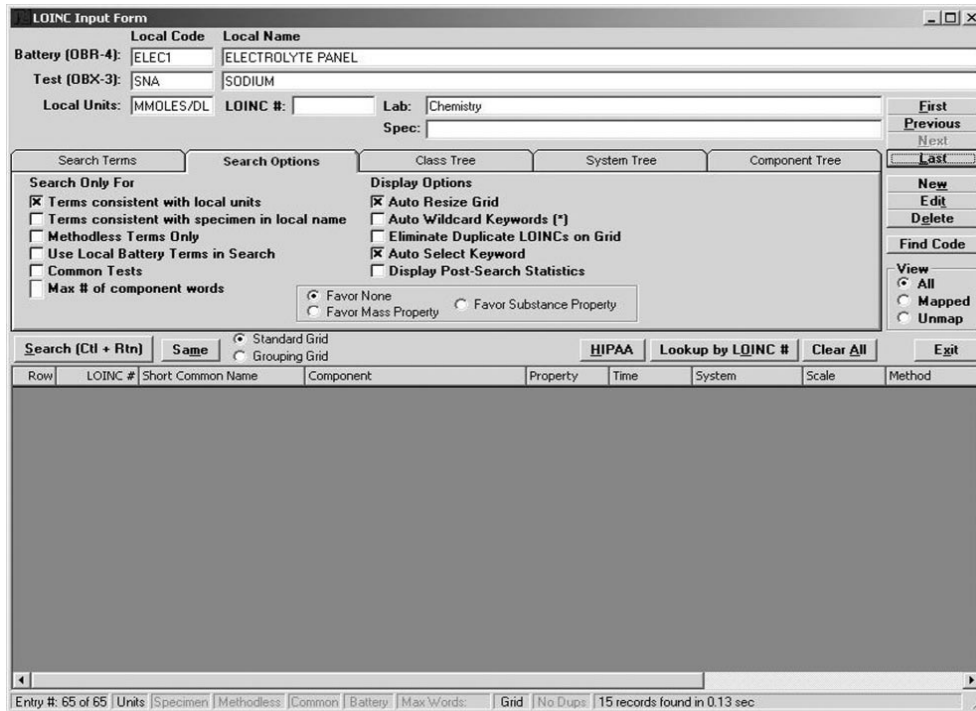 LOINC Input Form
Local Code Local Name
Battery (OBR-4): ELEC1 ELECTROLYTE PANEL
Test (OBX-3): SNA SODIUM
Local Units: MMOLES/DL LOINC #: Lab: Chemistry
Spec:
First
Previous
Next
Last
New
Edit
Delete
Find Code
View
All
Mapped
Unmap
Search Terms Search Options Class Tree System Tree Component Tree
Search Only For
Terms consistent with local units
Terms consistent with specimen in local name
Methodless Terms Only
Use Local Battery Terms in Search
Common Tests
Max # of component words
Display Options
Auto Resize Grid
Auto Wildcard Keywords (*)
Eliminate Duplicate LOINCs on Grid
Auto Select Keyword
Display Post-Search Statistics
Favor None
Favor Mass Property
Favor Substance Property
Search (Ctl + Rtn) Same Standard Grid
Grouping Grid
HIPAA Lookup by LOINC # Clear All Exit
Row LOINC # Short Common Name Component Property Time System Scale Method
Entry #: 65 of 65 Units Specimen Methodless Common Battery Max Words: Grid No Dups 15 records found in 0.13 sec